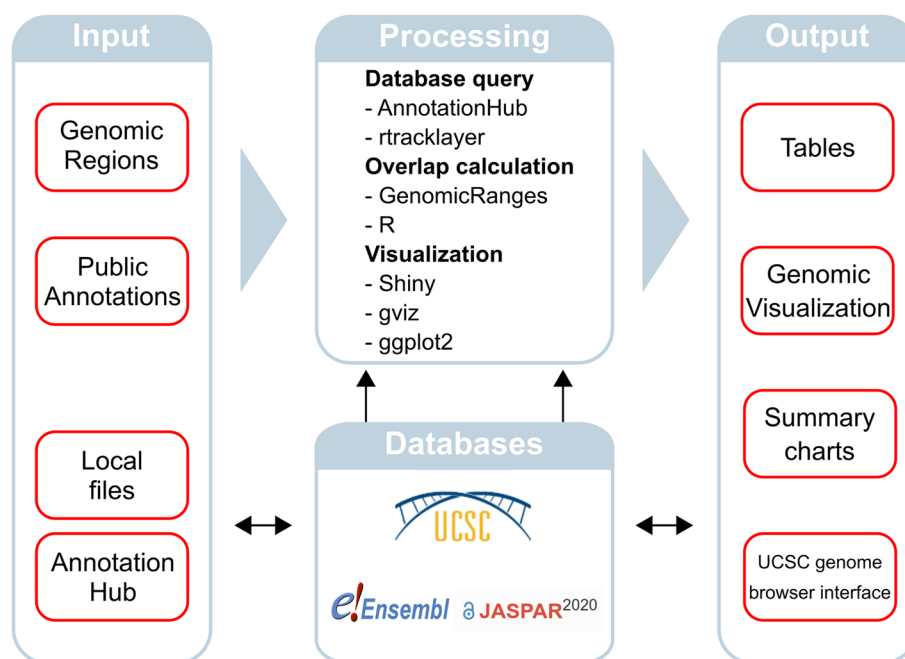 Input
Genomic
Regions
Public
Annotations
Local
files
Annotation
Hub
Processing
Database query
- AnnotationHub
- rtracklayer
Overlap calculation
- GenomicRanges
- R
Visualization
- Shiny
- gviz
- ggplot2
Databases
UCSC
e!Ensembl
JASPAR2020
Output
Tables
Genomic
Visualization
Summary
charts
UCSC genome
browser interface